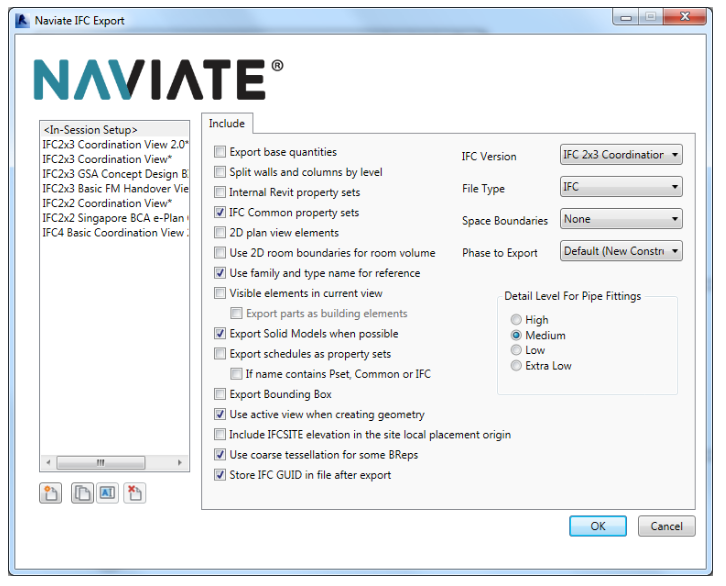 Naviate IFC Export
NAVIATE®
<In-Session Setup>
IFC2x3 Coordination View 2.0*
IFC2x3 Coordination View*
IFC2x3 GSA Concept Design B
IFC2x3 Basic FM Handover Vie
IFC2x2 Coordination View*
IFC2x2 Singapore BCA e-Plan
IFC4 Basic Coordination View
Include
Export base quantities
Split walls and columns by level
Internal Revit property sets
IFC Common property sets
2D plan view elements
Use 2D room boundaries for room volume
Use family and type name for reference
Visible elements in current view
Export parts as building elements
Export Solid Models when possible
Export schedules as property sets
If name contains Pset, Common or IFC
Export Bounding Box
Use active view when creating geometry
Include IFCSITE elevation in the site local placement origin
Use coarse tessellation for some BReps
Store IFC GUID in file after export
IFC Version
IFC 2x3 Coordination
File Type
IFC
Space Boundaries
None
Phase to Export
Default (New Constr
Detail Level For Pipe Fittings
High
Medium
Low
Extra Low
OK
Cancel